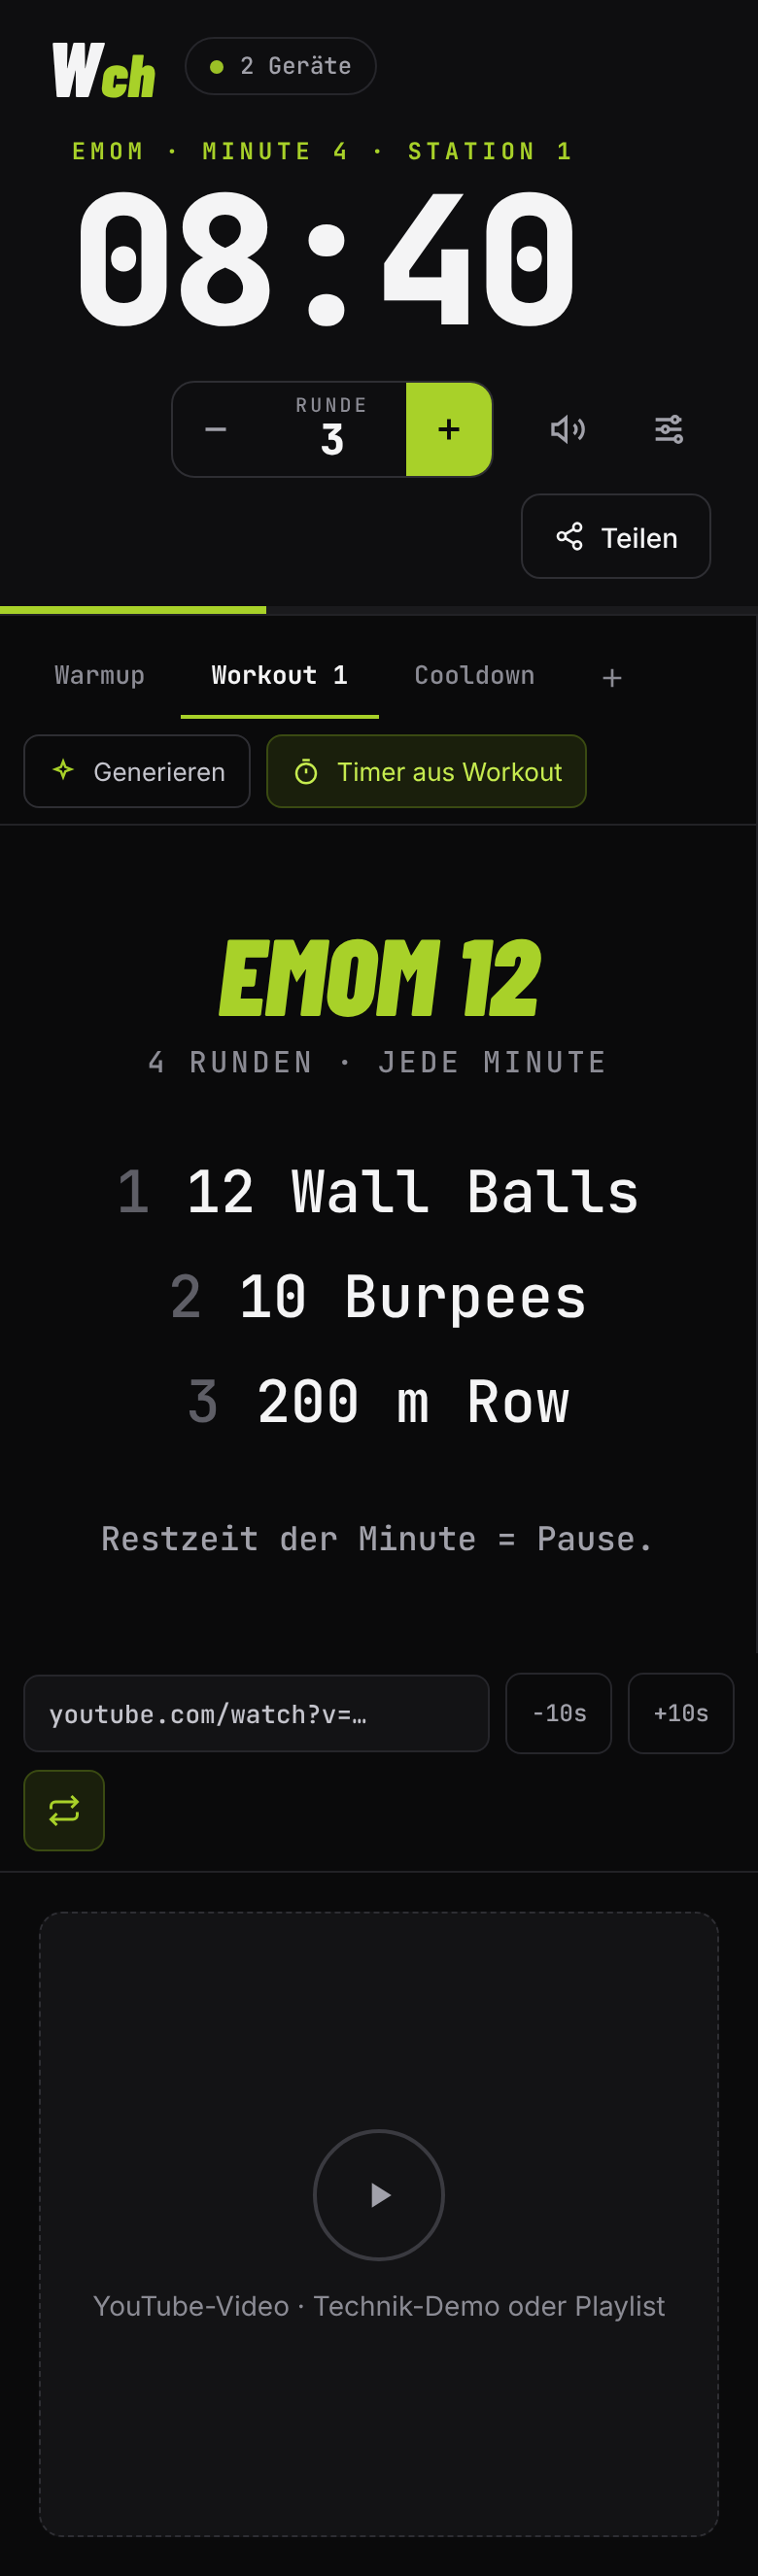 Wch
2 Geräte
EMOM · MINUTE 4 · STATION 1
08:40
RUNDE
− 3 +
Teilen
Warmup Workout 1 Cooldown +
Generieren Timer aus Workout
EMOM 12
4 RUNDEN · JEDE MINUTE
1 12 Wall Balls
2 10 Burpees
3 200 m Row
Restzeit der Minute = Pause.
youtube.com/watch?v=… -10s +10s
YouTube-Video · Technik-Demo oder Playlist